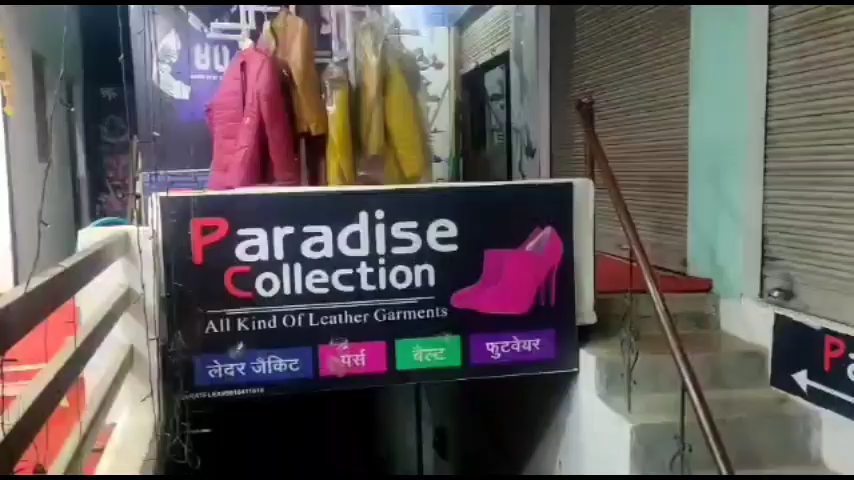 Paradise
Collection
All Kind Of Leather Garments
लेदर जैकिट पर्स बैल्ट फुटवेयर